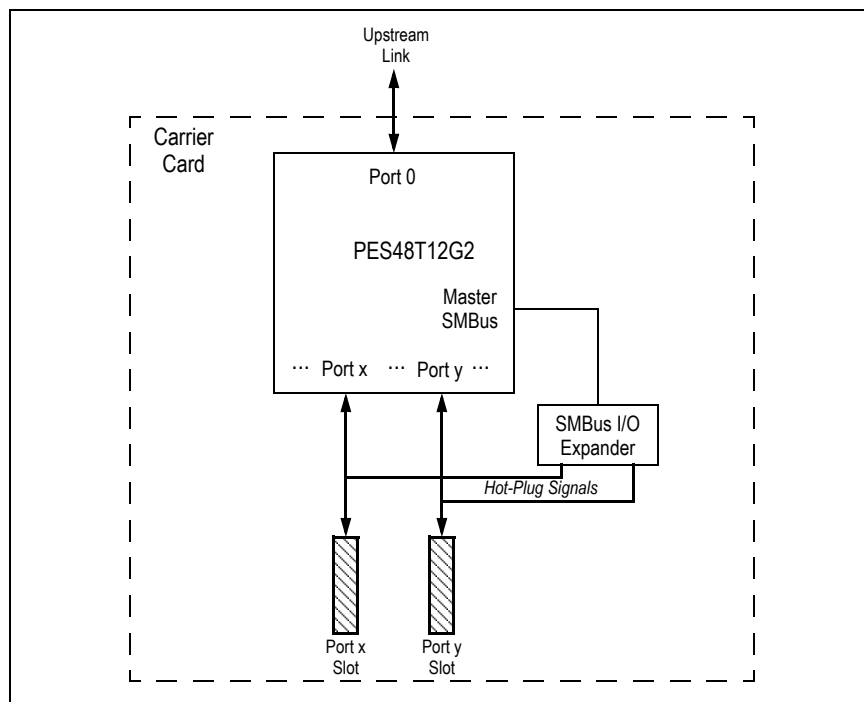 Upstream
Link
Carrier
Card
Port 0
PES48T12G2
Master
SMBus
... Port x ... Port y ...
SMBus I/O
Expander
Hot-Plug Signals
Port x
Slot
Port y
Slot